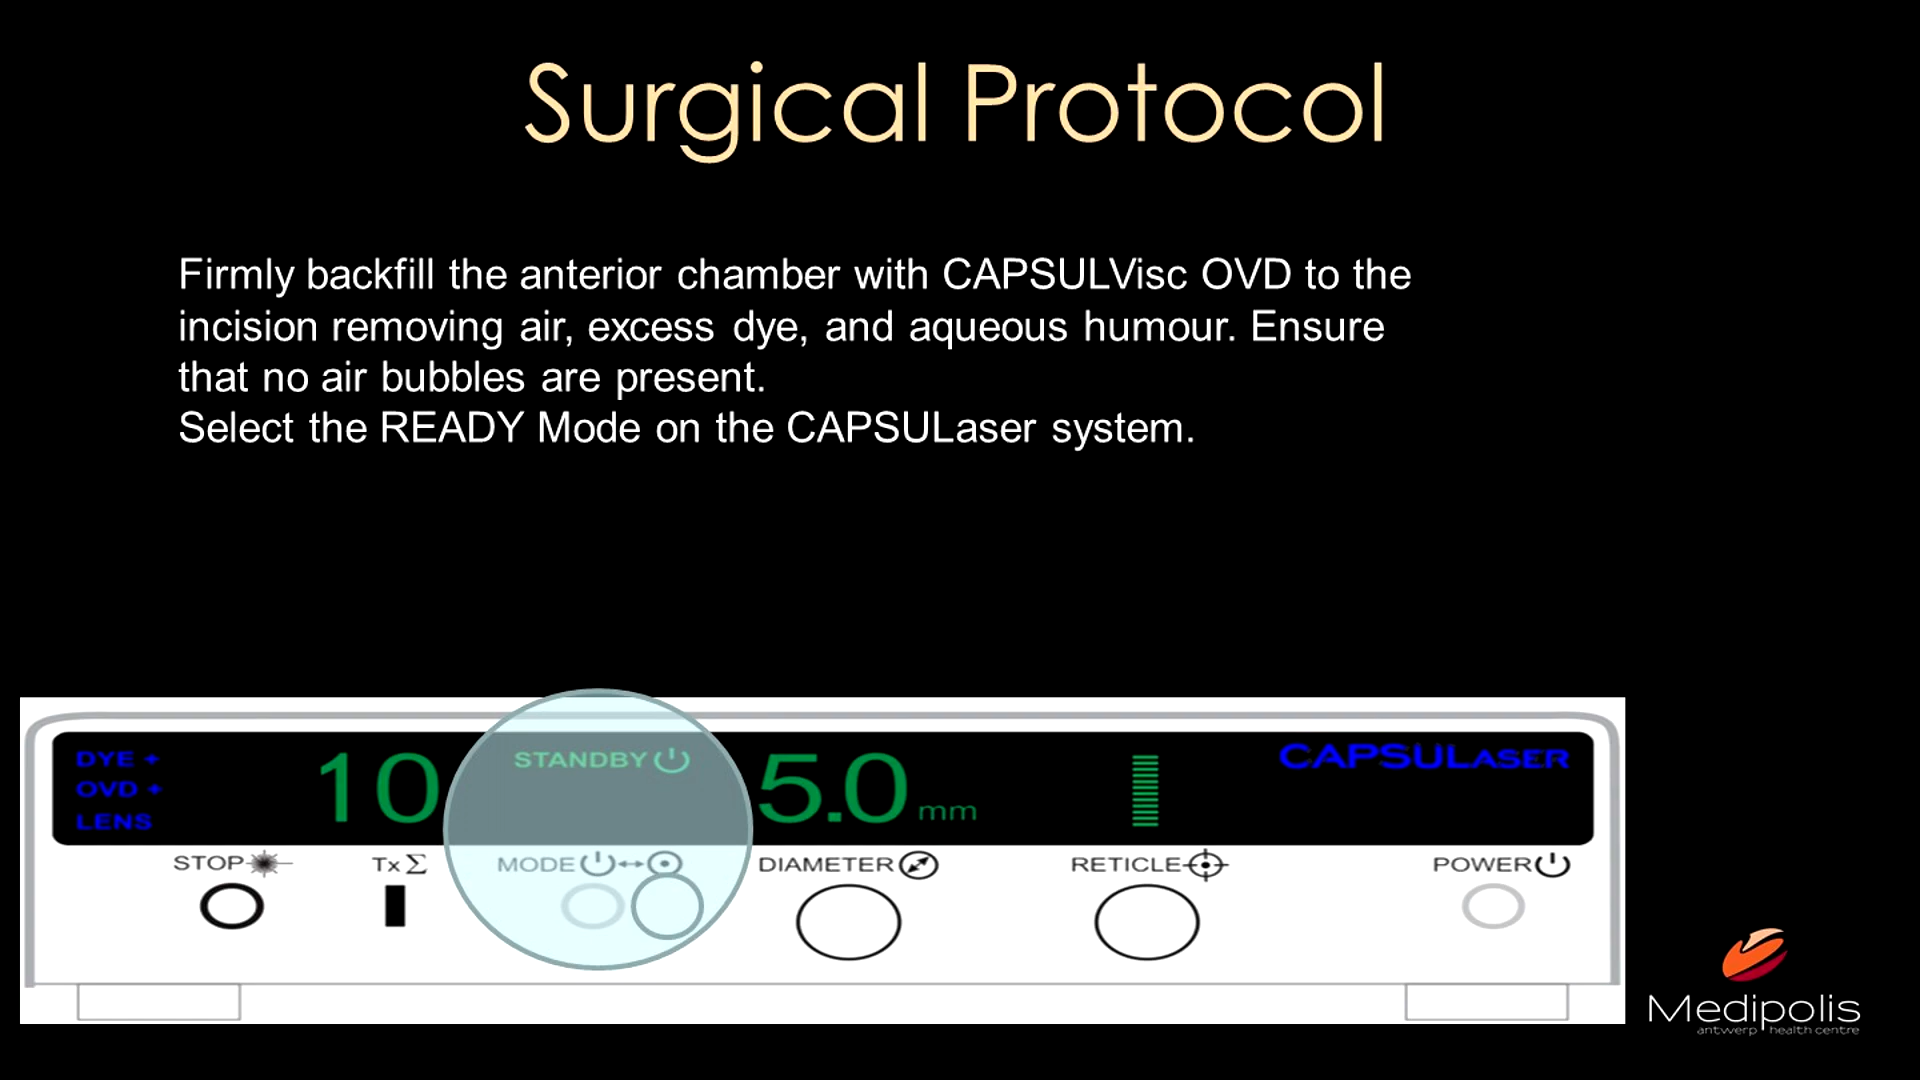 Surgical Protocol
Firmly backfill the anterior chamber with CAPSULVisc OVD to the
incision removing air, excess dye, and aqueous humour. Ensure
that no air bubbles are present.
Select the READY Mode on the CAPSULaser system.
DYE +
OVD +
LENS
10
STANDBY
5.0 mm
CAPSULASER
STOP
Tx Σ
MODE
DIAMETER
RETICLE
POWER
Medipolis
antwerp health centre